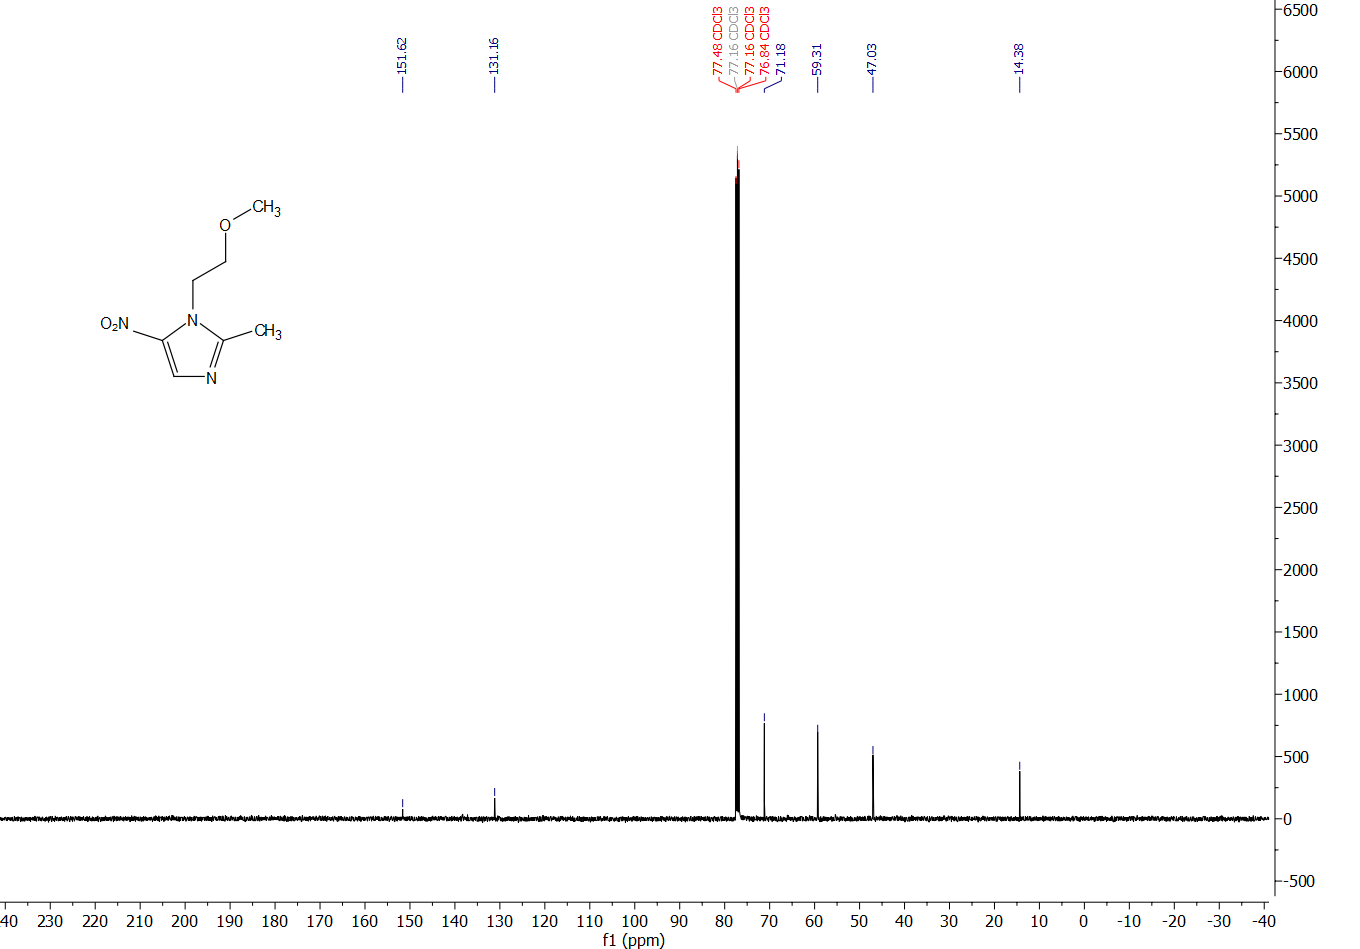 151.62
131.16
77.48 CDCl3
77.16 CDCl3
77.16 CDCl3
76.84 CDCl3
71.18
59.31
47.03
14.38
6500
6000
5500
5000
4500
4000
3500
3000
2500
2000
1500
1000
500
0
-500
CH3
O
O2N
N
CH3
N
40 230 220 210 200 190 180 170 160 150 140 130 120 110 100 90 80 70 60 50 40 30 20 10 0 -10 -20 -30 -40
f1 (ppm)